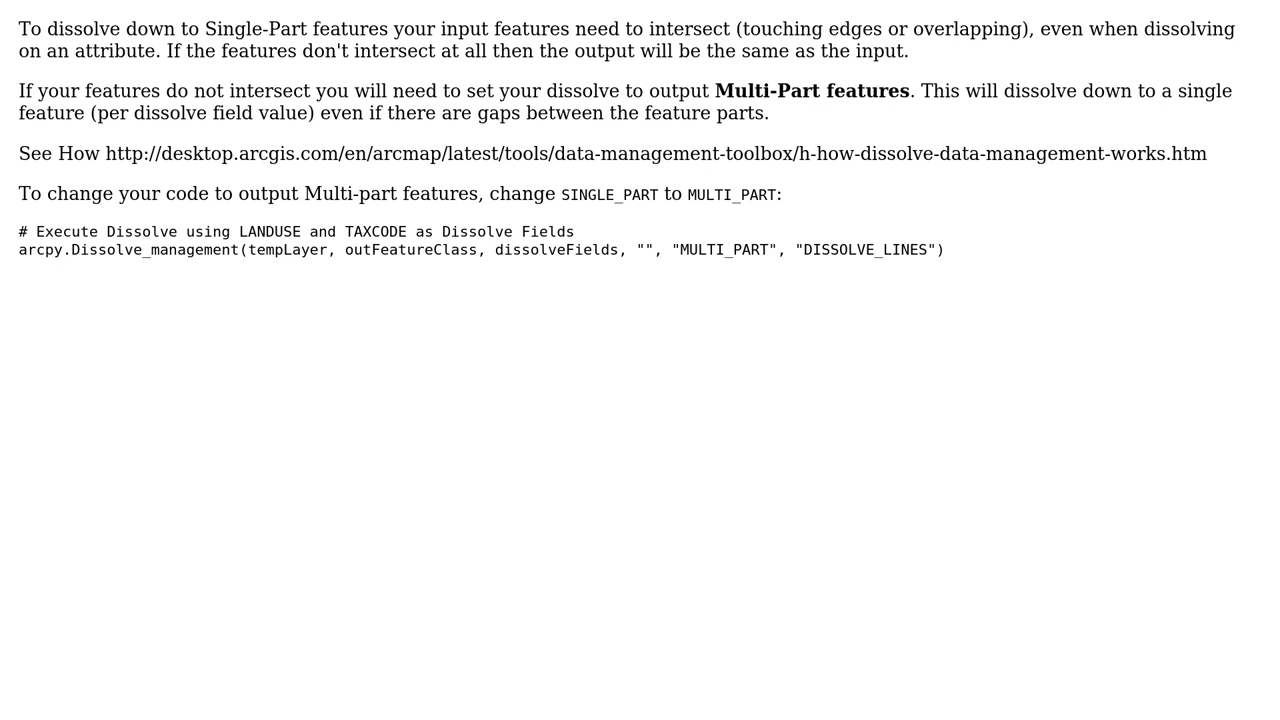 To dissolve down to Single-Part features your input features need to intersect (touching edges or overlapping), even when dissolving
on an attribute. If the features don't intersect at all then the output will be the same as the input.
If your features do not intersect you will need to set your dissolve to output Multi-Part features. This will dissolve down to a single
feature (per dissolve field value) even if there are gaps between the feature parts.
See How http://desktop.arcgis.com/en/arcmap/latest/tools/data-management-toolbox/h-how-dissolve-data-management-works.htm
To change your code to output Multi-part features, change SINGLE_PART to MULTI_PART:
# Execute Dissolve using LANDUSE and TAXCODE as Dissolve Fields
arcpy.Dissolve_management(tempLayer, outFeatureClass, dissolveFields, "", "MULTI_PART", "DISSOLVE_LINES")